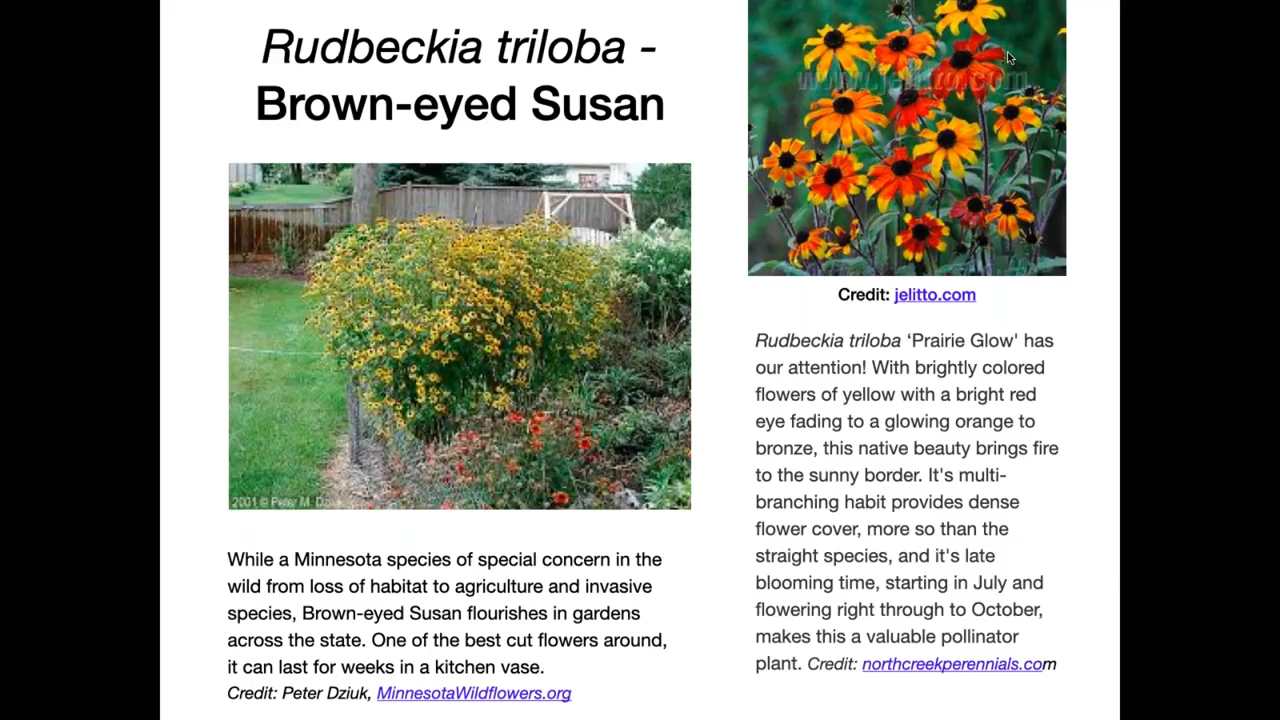 Rudbeckia triloba -
Brown-eyed Susan
2001 © Peter M.
While a Minnesota species of special concern in the
wild from loss of habitat to agriculture and invasive
species, Brown-eyed Susan flourishes in gardens
across the state. One of the best cut flowers around,
it can last for weeks in a kitchen vase.
Credit: Peter Dziuk, MinnesotaWildflowers.org
www.jelitto.com
Credit: jelitto.com
Rudbeckia triloba ‘Prairie Glow' has
our attention! With brightly colored
flowers of yellow with a bright red
eye fading to a glowing orange to
bronze, this native beauty brings fire
to the sunny border. It's multi-
branching habit provides dense
flower cover, more so than the
straight species, and it's late
blooming time, starting in July and
flowering right through to October,
makes this a valuable pollinator
plant. Credit: northcreekperennials.com